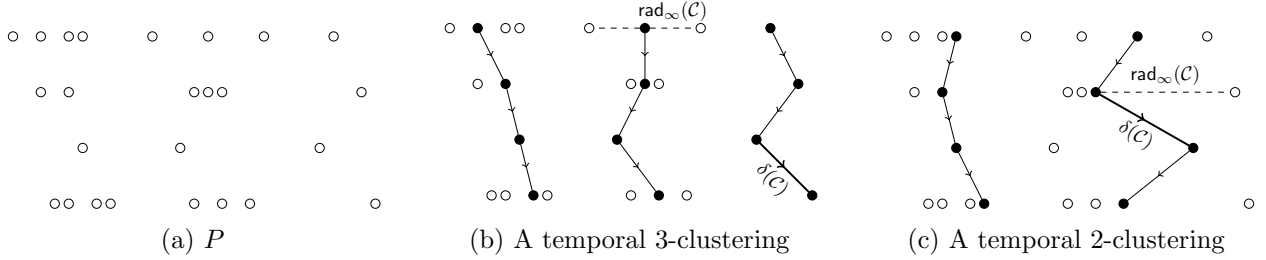 rad∞(𝒞)
rad∞(𝒞)
δ(𝒞)
δ(𝒞)
(a) P
(b) A temporal 3-clustering
(c) A temporal 2-clustering